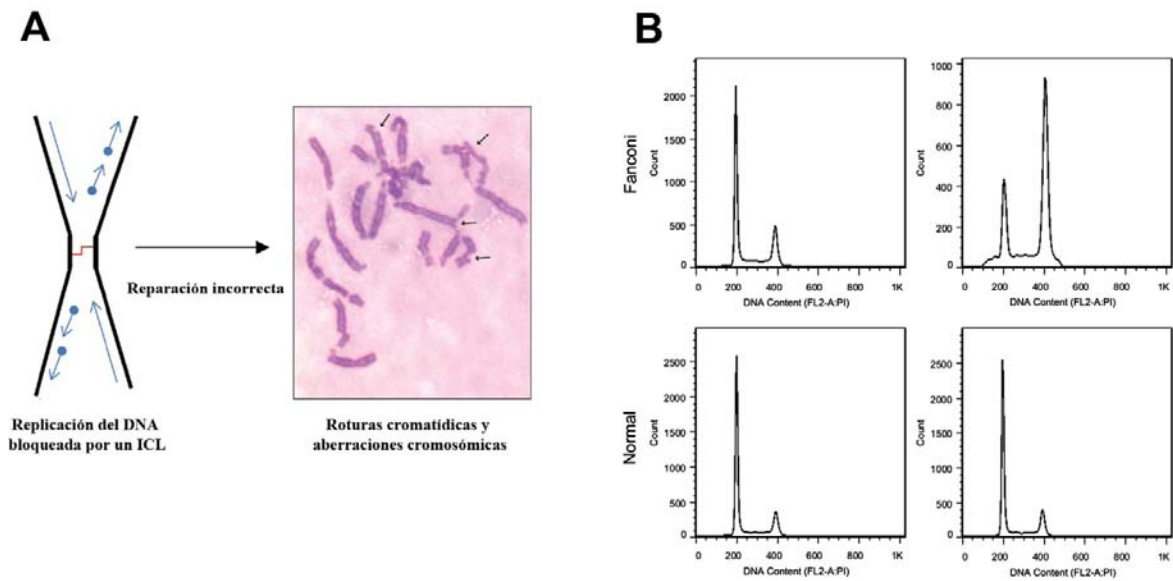 A
Reparación incorrecta
Replicación del DNA
bloqueada por un ICL
Roturas cromatídicas y
aberraciones cromosómicas
B
Fanconi
Count
2000
1500
1000
500
0
0 200 400 600 800 1K
DNA Content (FL2-A:PI)
Count
1000
800
600
400
200
0
0 200 400 600 800 1K
DNA Content (FL2-A:PI)
Normal
Count
2500
2000
1500
1000
500
0
0 200 400 600 800 1K
DNA Content (FL2-A:PI)
Count
2500
2000
1500
1000
500
0
0 200 400 600 800 1K
DNA Content (FL2-A:PI)